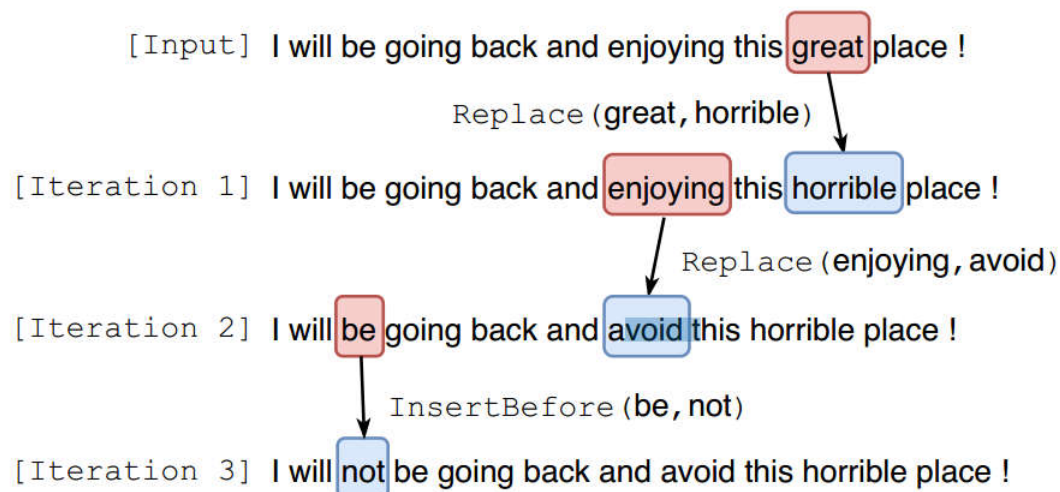 [Input] I will be going back and enjoying this great place !
Replace(great, horrible)
[Iteration 1] I will be going back and enjoying this horrible place !
Replace(enjoying, avoid)
[Iteration 2] I will be going back and avoid this horrible place !
InsertBefore(be, not)
[Iteration 3] I will not be going back and avoid this horrible place !